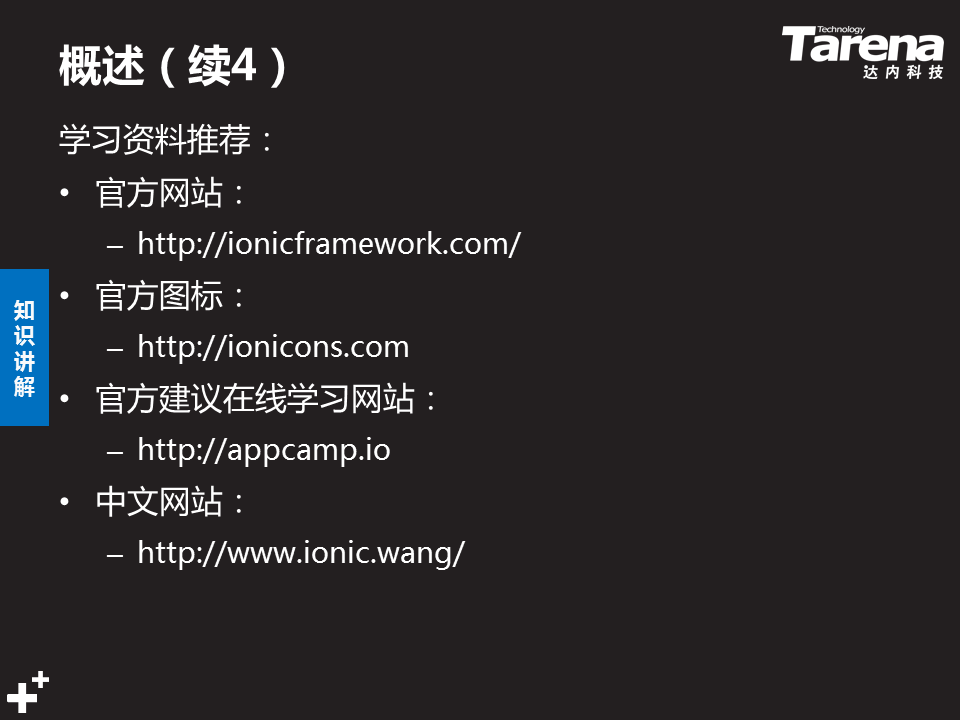 概述（续4）
Technology
Tarena
达内科技
学习资料推荐：
• 官方网站：
– http://ionicframework.com/
• 官方图标：
– http://ionicons.com
• 官方建议在线学习网站：
– http://appcamp.io
• 中文网站：
– http://www.ionic.wang/
知识讲解